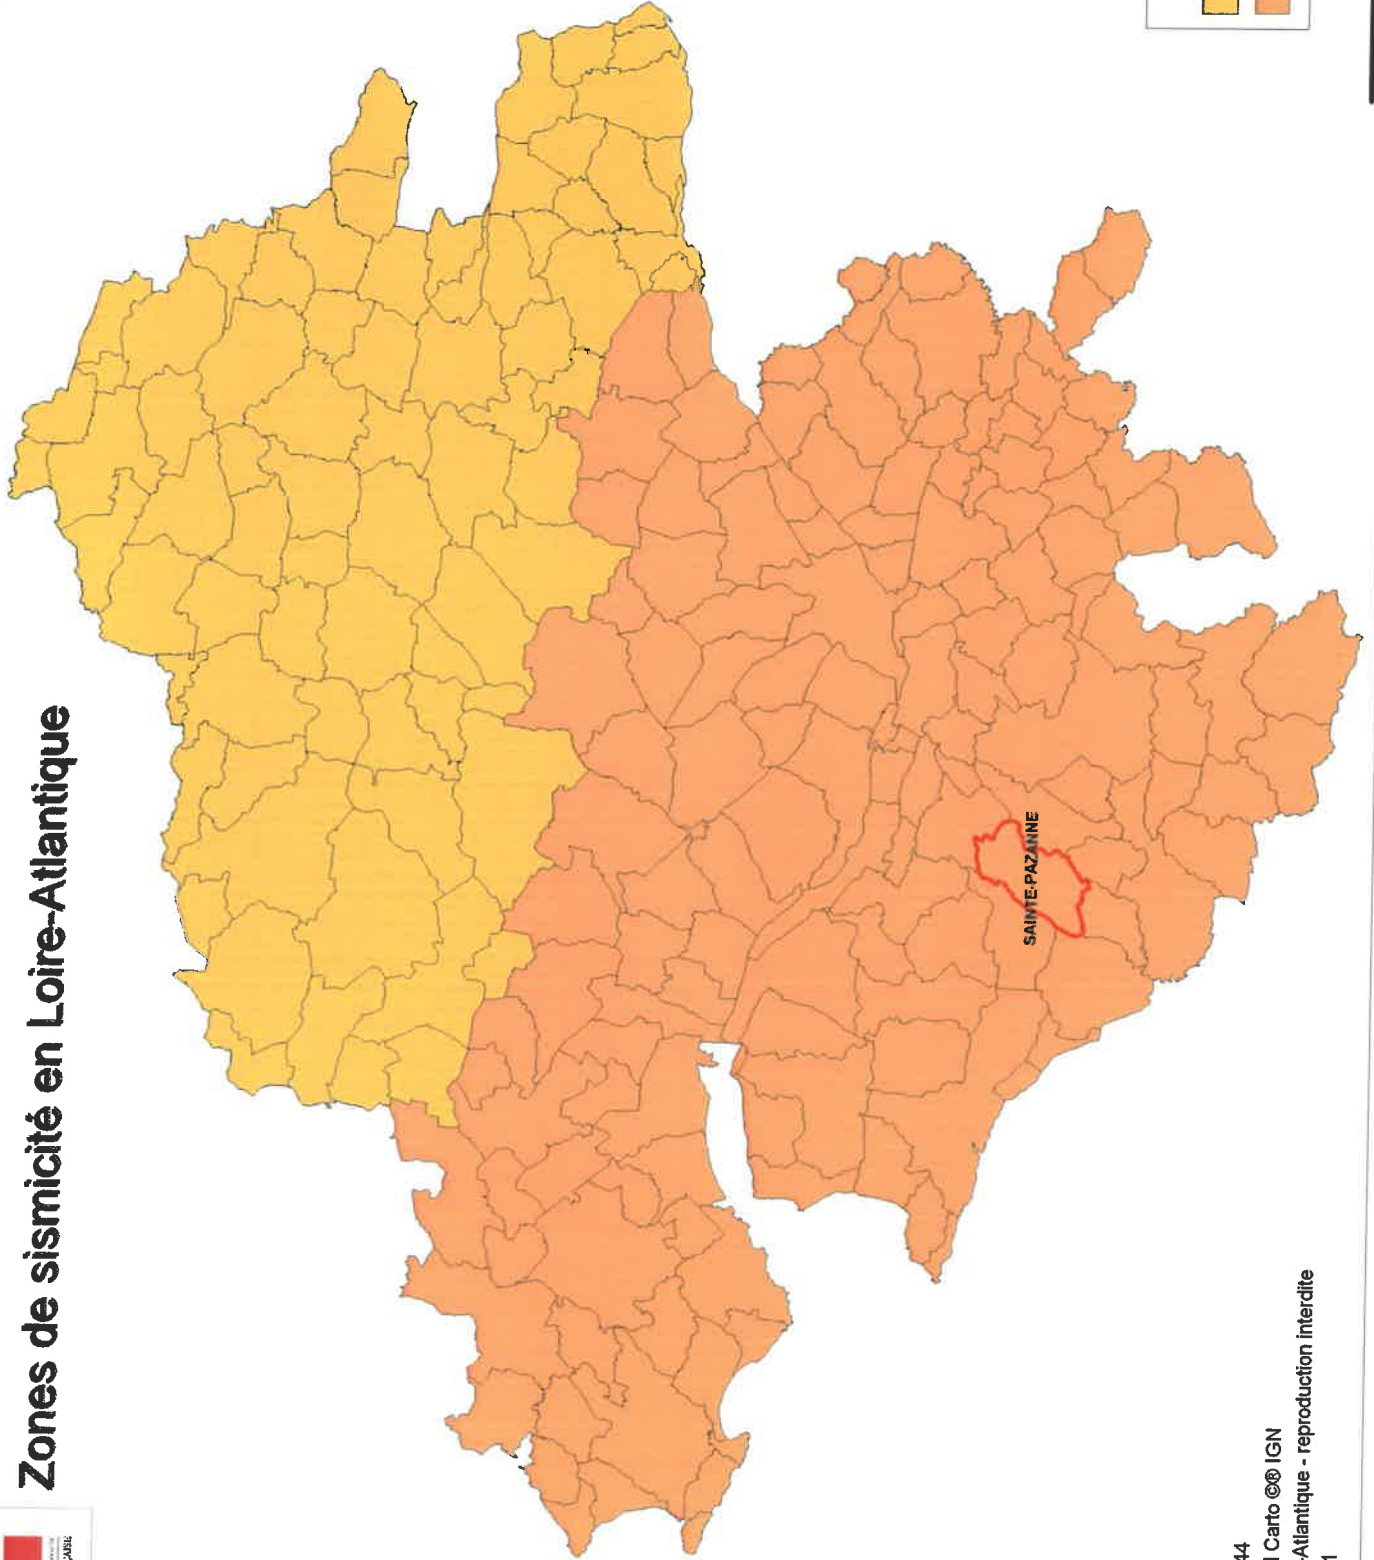 Zones de sismicité en Loire-Atlantique
SAINTE-PAZANNE
44
Carto ©® IGN
-Atlantique - reproduction interdite
1